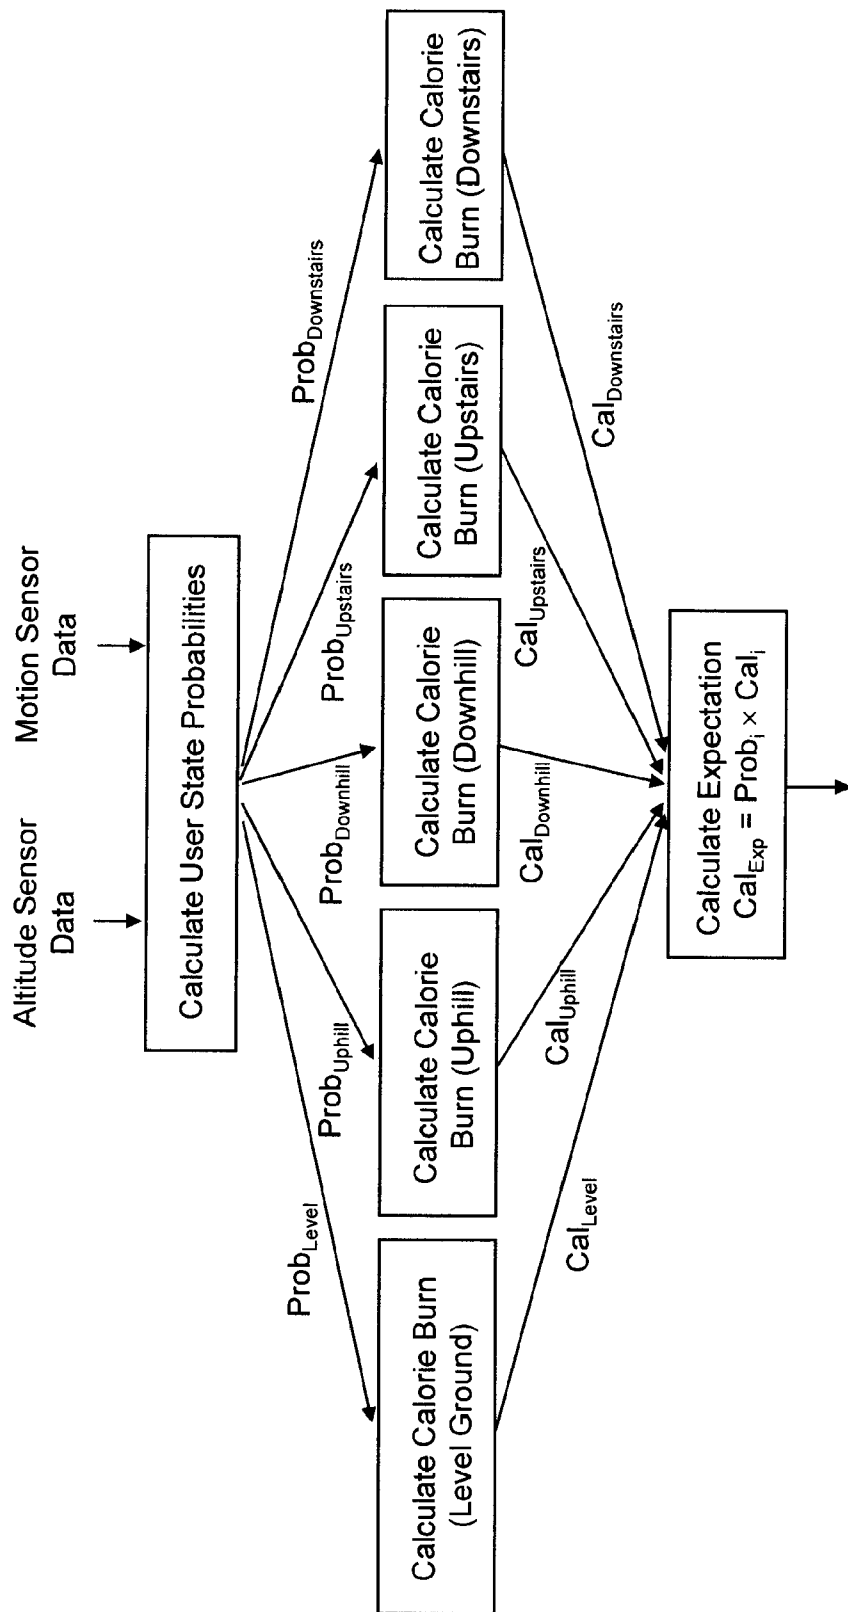 Altitude Sensor
Data
Motion Sensor
Data
Calculate User State Probabilities
Prob_Level
Prob_Uphill
Prob_Downhill
Prob_Upstairs
Prob_Downstairs
Calculate Calorie Burn
(Level Ground)
Calculate Calorie
Burn (Uphill)
Calculate Calorie
Burn (Downhill)
Calculate Calorie
Burn (Upstairs)
Calculate Calorie
Burn (Downstairs)
Cal_Level
Cal_Uphill
Cal_Downhill
Cal_Upstairs
Cal_Downstairs
Calculate Expectation
Cal_Exp = Prob_i × Cal_i